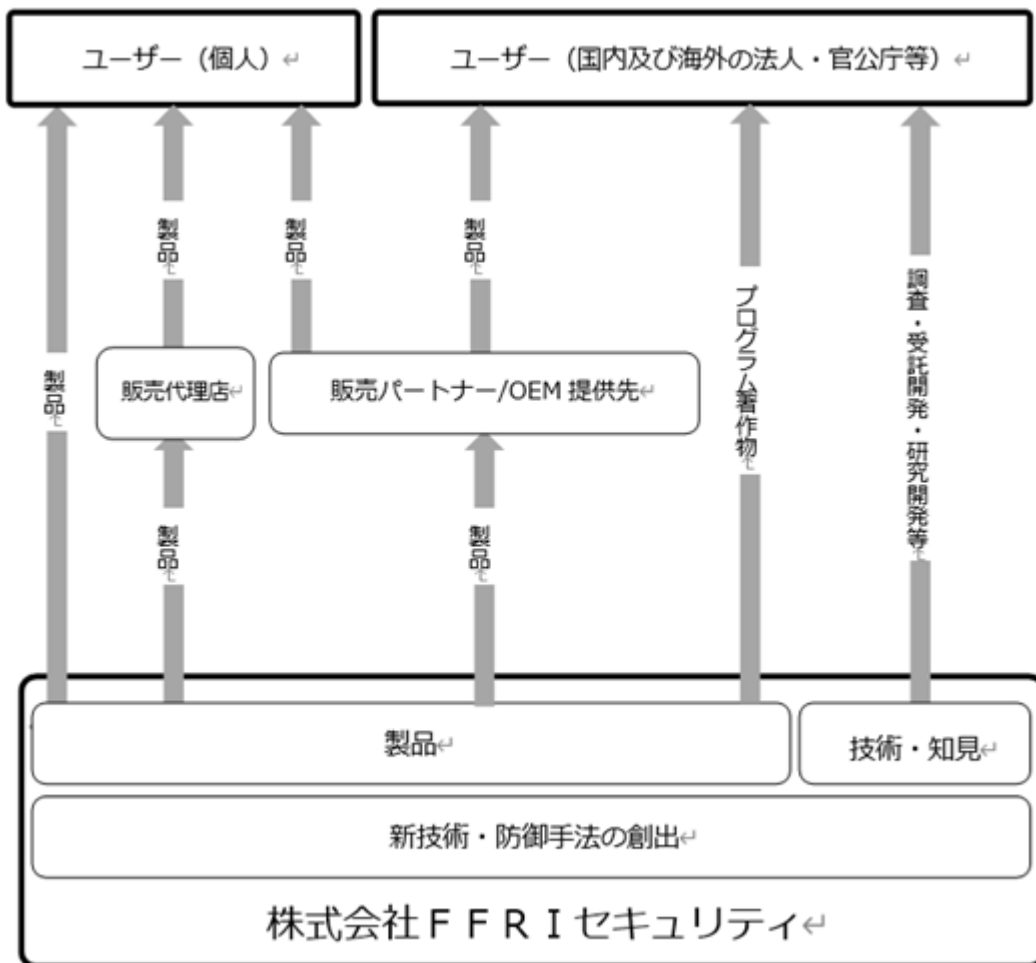 ユーザー（個人）↵
ユーザー（国内及び海外の法人・官公庁等）↵
製品↵
製品↵
製品↵
製品↵
プログラム著作物↵
調査・受託開発・研究開発等↵
販売代理店↵
販売パートナー/OEM 提供先↵
製品↵
製品↵
製品↵
技術・知見↵
新技術・防御手法の創出↵
株式会社ＦＦＲＩセキュリティ↵